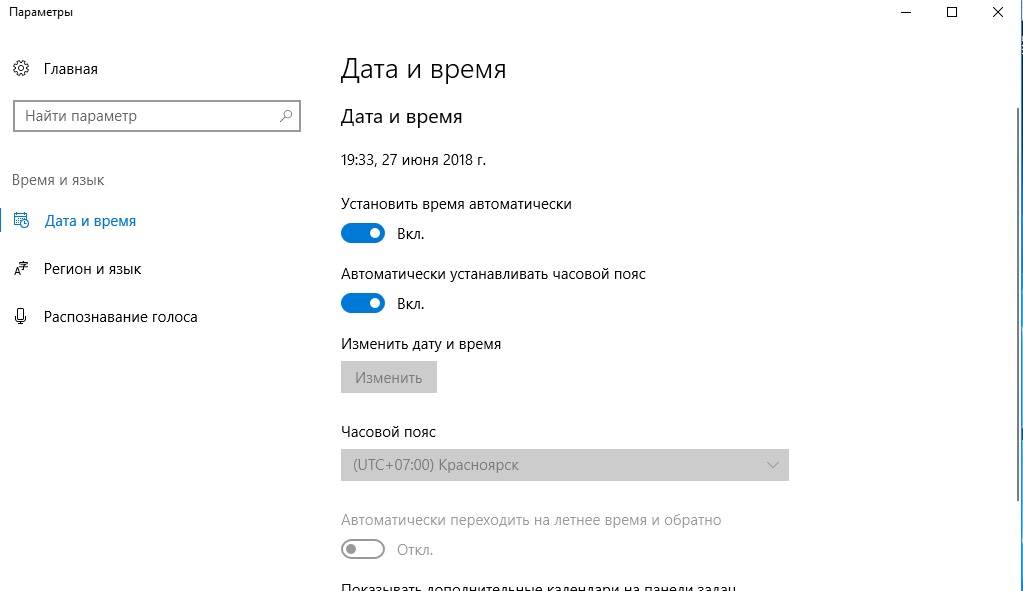 Параметры
Главная
Найти параметр
Время и язык
Дата и время
Регион и язык
Распознавание голоса
Дата и время
Дата и время
19:33, 27 июня 2018 г.
Установить время автоматически
Вкл.
Автоматически устанавливать часовой пояс
Вкл.
Изменить дату и время
Изменить
Часовой пояс
(UTC+07:00) Красноярск
Автоматически переходить на летнее время и обратно
Откл.
Показывать дополнительные календари на панели задач